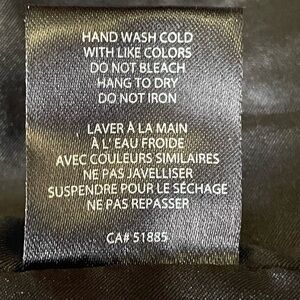 HAND WASH COLD
WITH LIKE COLORS
DO NOT BLEACH
HANG TO DRY
DO NOT IRON
LAVER À LA MAIN
À L'EAU FROIDE
AVEC COULEURS SIMILAIRES
NE PAS JAVELLISER
SUSPENDRE POUR LE SÉCHAGE
NE PAS REPASSER
CA# 51885